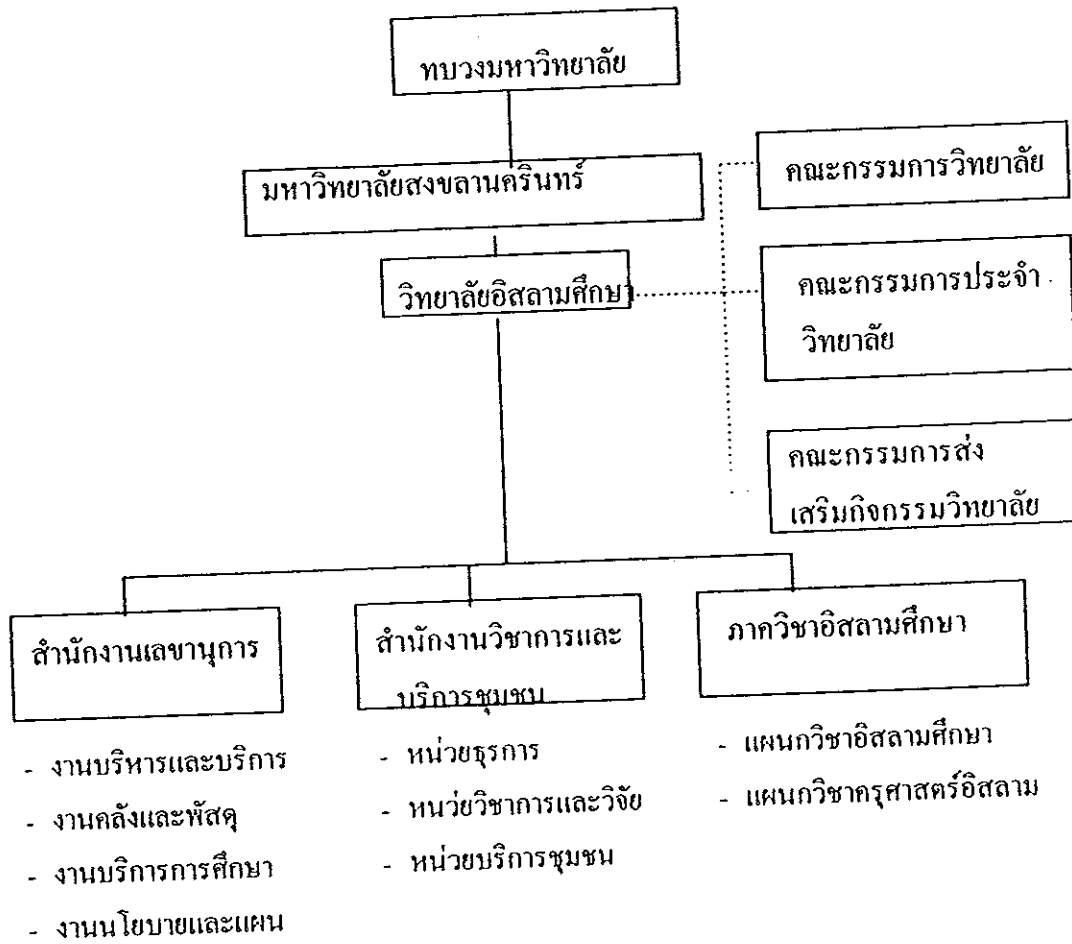 ทบวงมหาวิทยาลัย
มหาวิทยาลัยสงขลานครินทร์
วิทยาลัยอิสลามศึกษา
คณะกรรมการวิทยาลัย
คณะกรรมการประจำ
วิทยาลัย
คณะกรรมการส่ง
เสริมกิจกรรมวิทยาลัย
สำนักงานเลขานุการ
- งานบริหารและบริการ
- งานคลังและพัสดุ
- งานบริการการศึกษา
- งานนโยบายและแผน
สำนักงานวิชาการและ
บริการชุมชน
- หน่วยธุรการ
- หนว่ยวิชาการและวิจัย
- หน่วยบริการชุมชน
ภาควิชาอิสลามศึกษา
- แผนกวิชาอิสลามศึกษา
- แผนกวิชาครุศาสตร์อิสลาม